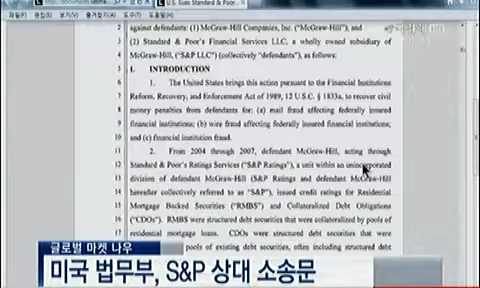 U.S. Sues Standard & Poor's
against defendants: (1) McGraw-Hill Companies, Inc. ("McGraw-Hill"); and
(2) Standard & Poor's Financial Services LLC, a wholly owned subsidiary of
McGraw-Hill, ("S&P LLC") (collectively "defendants"), as follows:
I. INTRODUCTION
1. The United States brings this action pursuant to the Financial Institutions
Reform, Recovery, and Enforcement Act of 1989, 12 U.S.C. § 1833a, to recover civil
money penalties from defendants for: (a) mail fraud affecting federally insured
financial institutions; (b) wire fraud affecting federally insured financial institutions;
and (c) financial institution fraud.
2. From 2004 through 2007, defendant McGraw-Hill, acting through
Standard & Poor's Ratings Services ("S&P Ratings"), a unit within an unincorporated
division of defendant McGraw-Hill (S&P Ratings and defendant McGraw-Hill
hereafter collectively referred to as "S&P"), issued credit ratings for Residential
Mortgage Backed Securities ("RMBS") and Collateralized Debt Obligations
("CDOs"). RMBS were structured debt securities that were collateralized by pools of
residential mortgage loans. CDOs were structured debt securities that were
pools of existing debt securities, often including structured debt
글로벌 마켓 나우
미국 법무부, S&P 상대 소송문